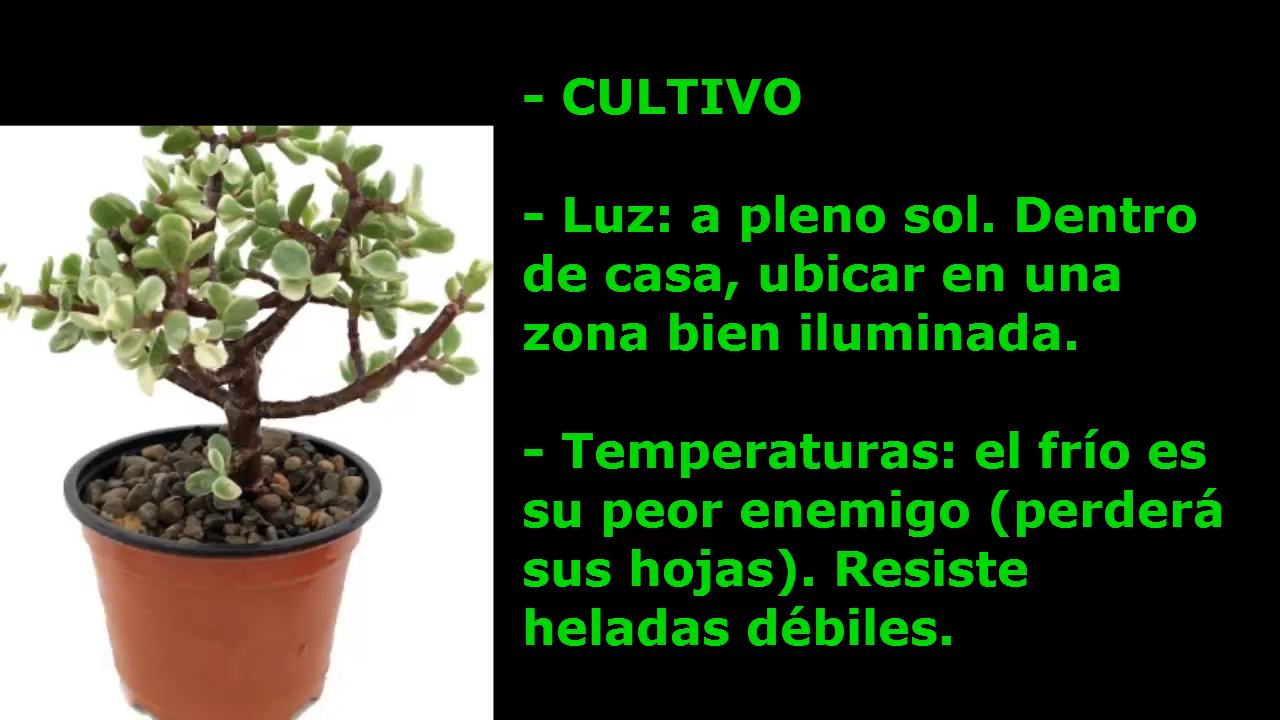 - CULTIVO
- Luz: a pleno sol. Dentro
de casa, ubicar en una
zona bien iluminada.
- Temperaturas: el frío es
su peor enemigo (perderá
sus hojas). Resiste
heladas débiles.